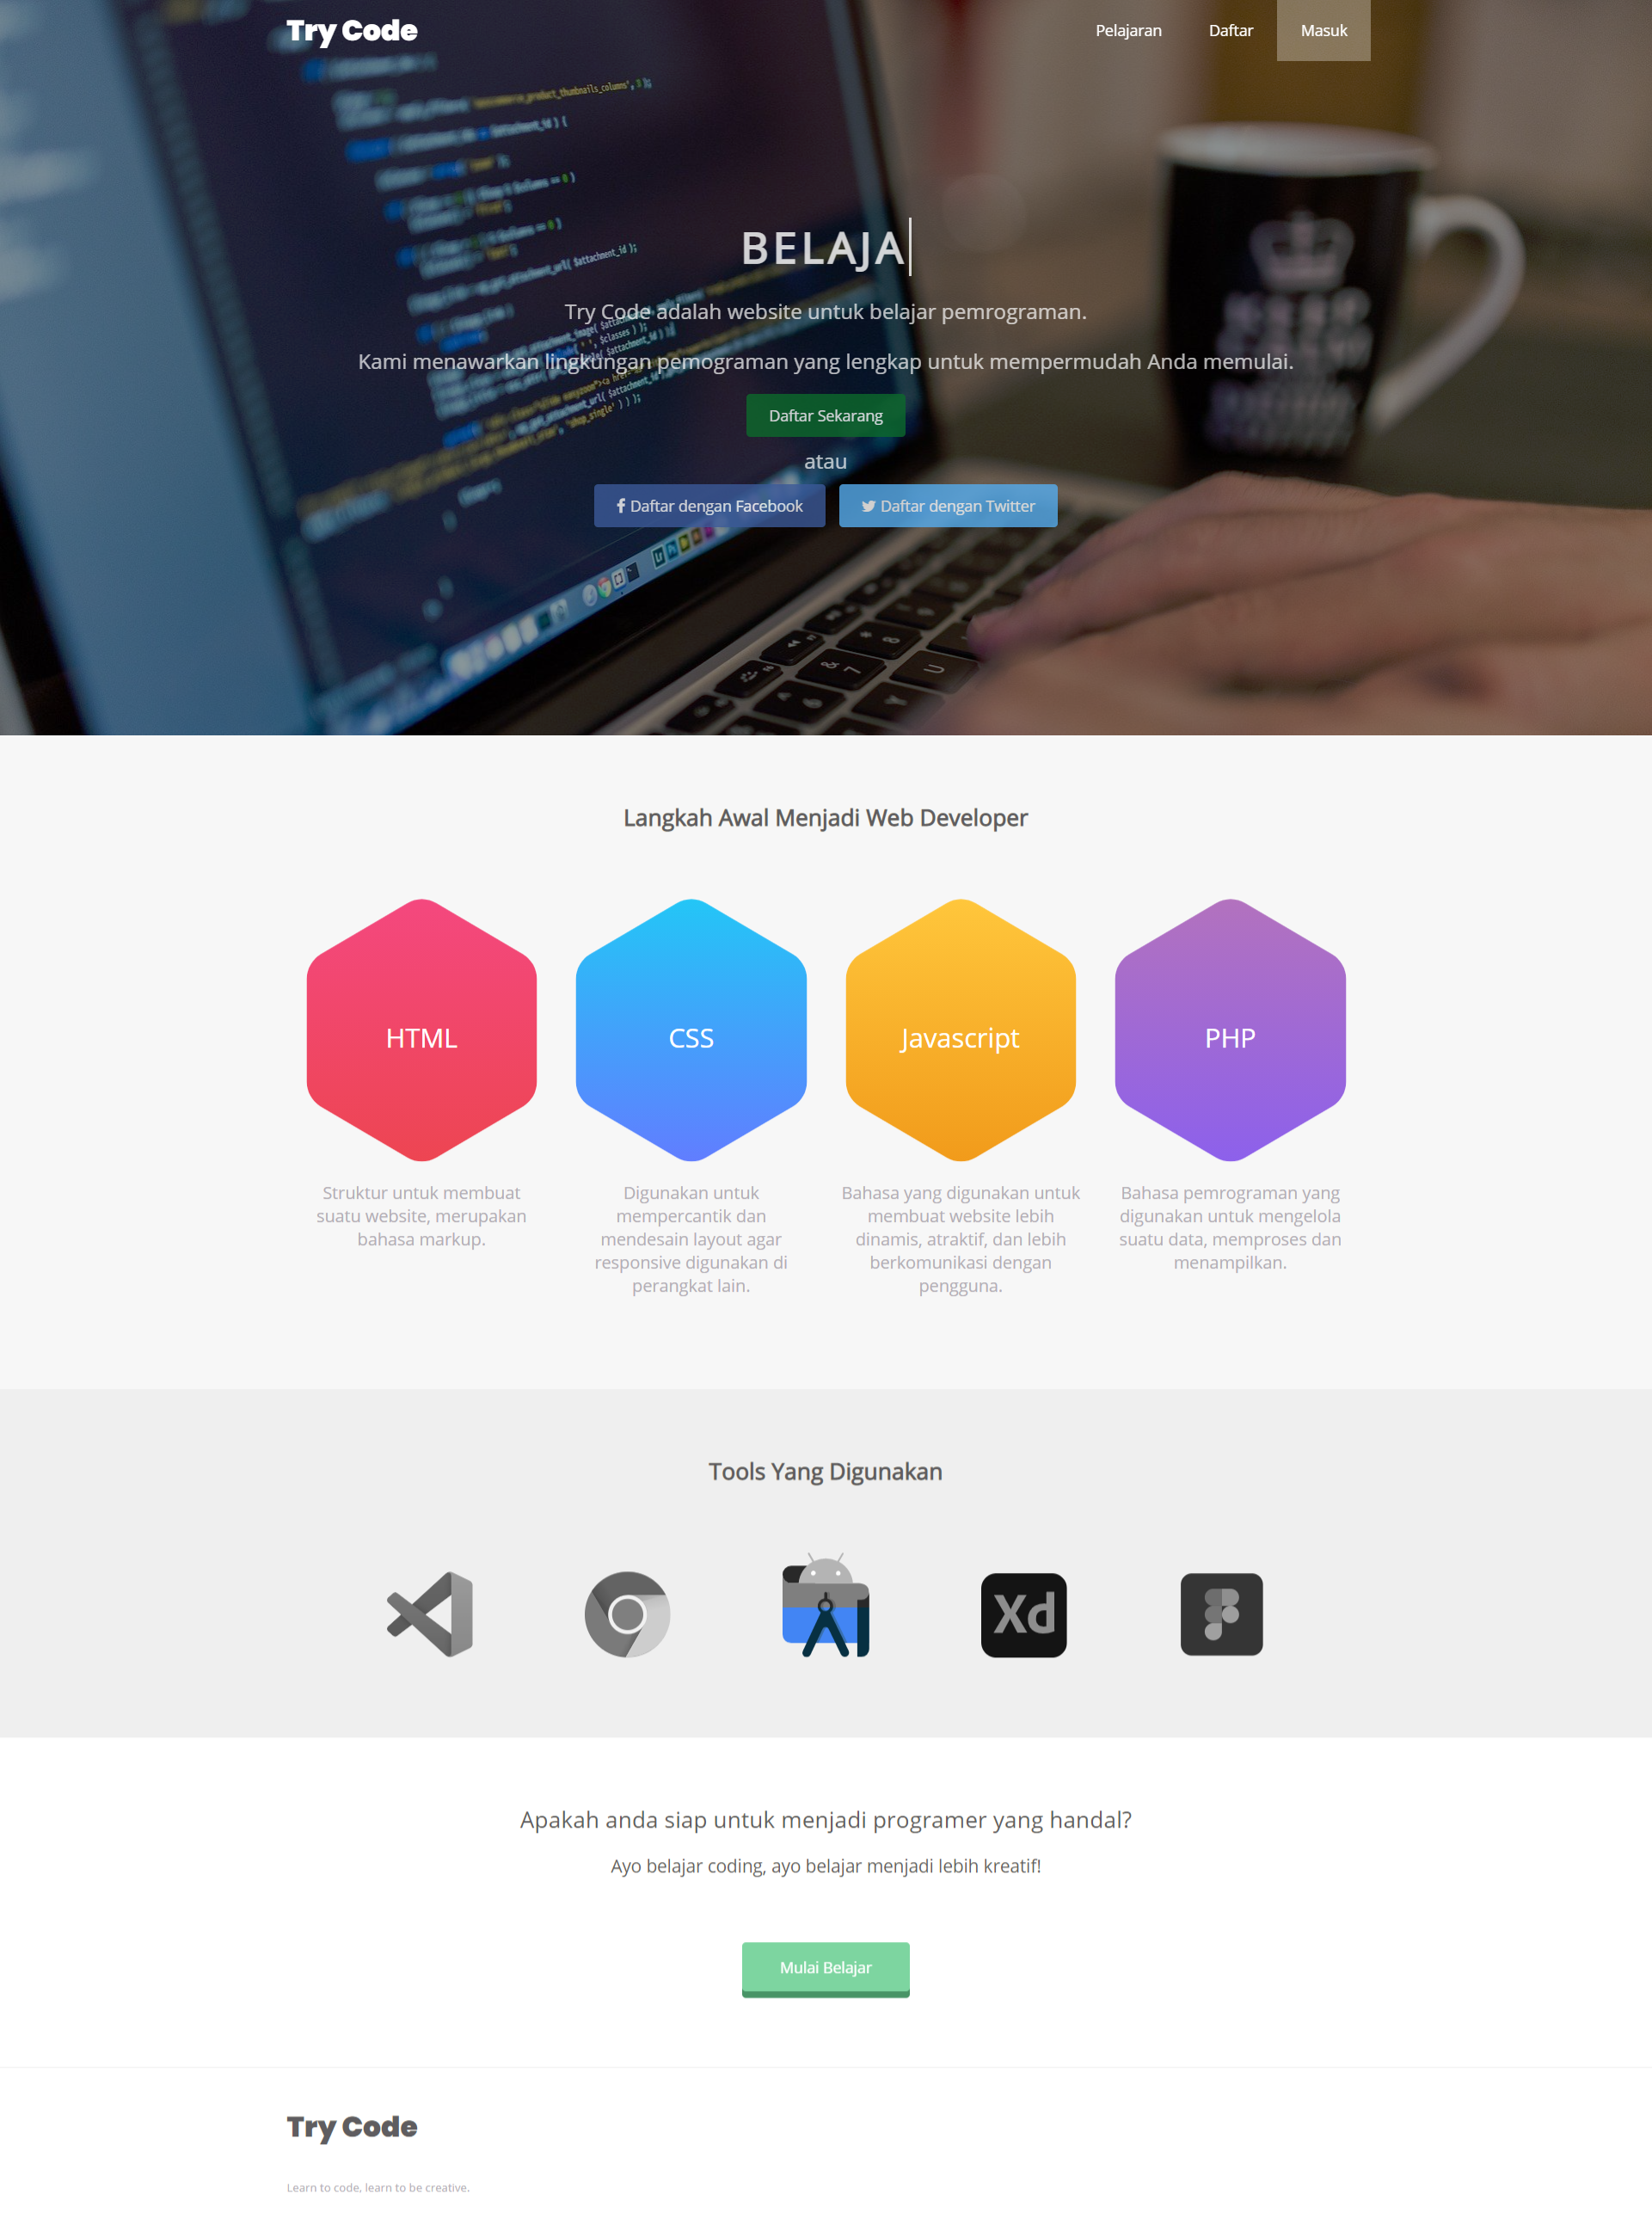 Try Code
Pelajaran
Daftar
Masuk
BELAJA
Try Code adalah website untuk belajar pemrograman.
Kami menawarkan lingkungan pemograman yang lengkap untuk mempermudah Anda memulai.
Daftar Sekarang
atau
Daftar dengan Facebook
Daftar dengan Twitter
Langkah Awal Menjadi Web Developer
HTML
CSS
Javascript
PHP
Struktur untuk membuat
suatu website, merupakan
bahasa markup.
Digunakan untuk
mempercantik dan
mendesain layout agar
responsive digunakan di
perangkat lain.
Bahasa yang digunakan untuk
membuat website lebih
dinamis, atraktif, dan lebih
berkomunikasi dengan
pengguna.
Bahasa pemrograman yang
digunakan untuk mengelola
suatu data, memproses dan
menampilkan.
Tools Yang Digunakan
Xd
Apakah anda siap untuk menjadi programer yang handal?
Ayo belajar coding, ayo belajar menjadi lebih kreatif!
Mulai Belajar
Try Code
Learn to code, learn to be creative.